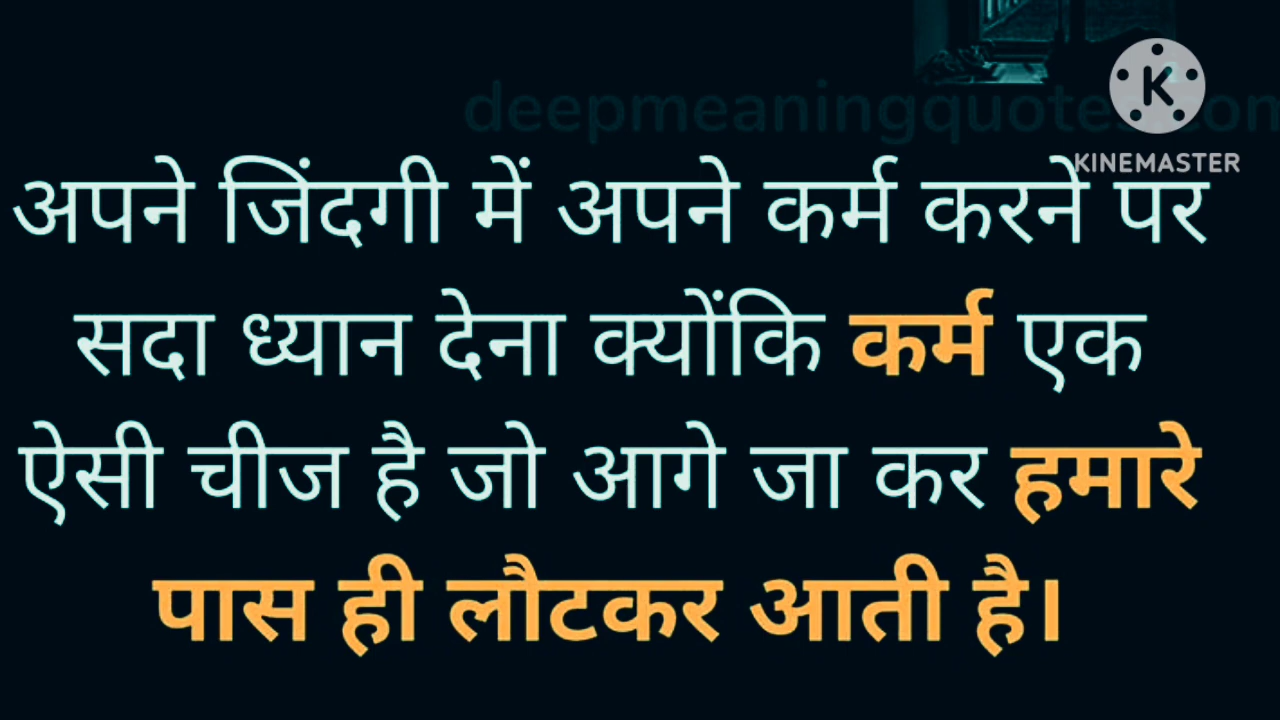 deepmeaningquotes.com
KINEMASTER
अपने जिंदगी में अपने कर्म करने पर
सदा ध्यान देना क्योंकि कर्म एक
ऐसी चीज है जो आगे जा कर हमारे
पास ही लौटकर आती है।